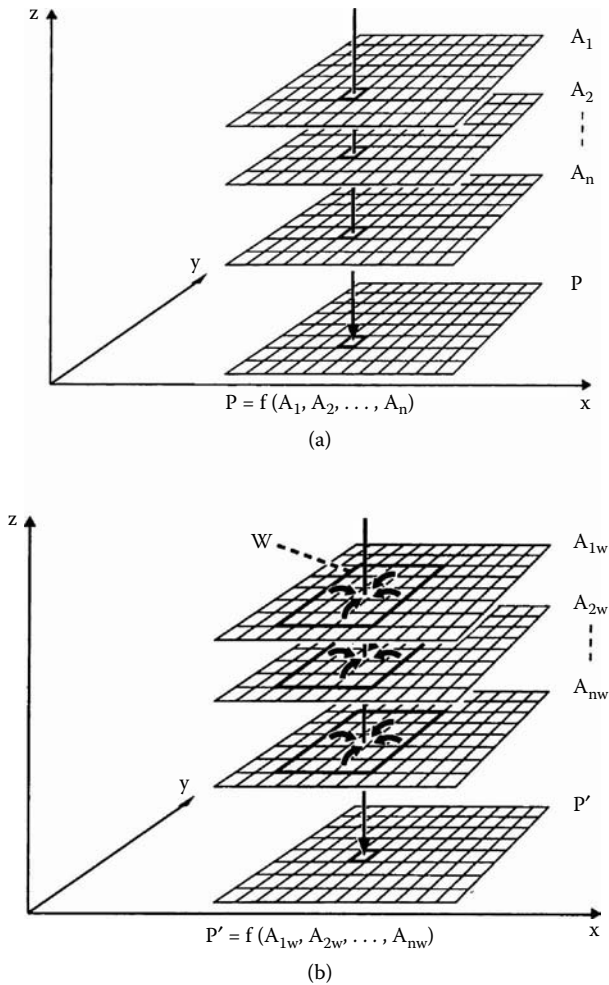 z
A₁
A₂
Aₙ
y
P
x
P = f (A₁, A₂, . . . , Aₙ)
(a)
z
W
A₁w
A₂w
Anw
y
P′
x
P′ = f (A₁w, A₂w, . . . , Anw)
(b)